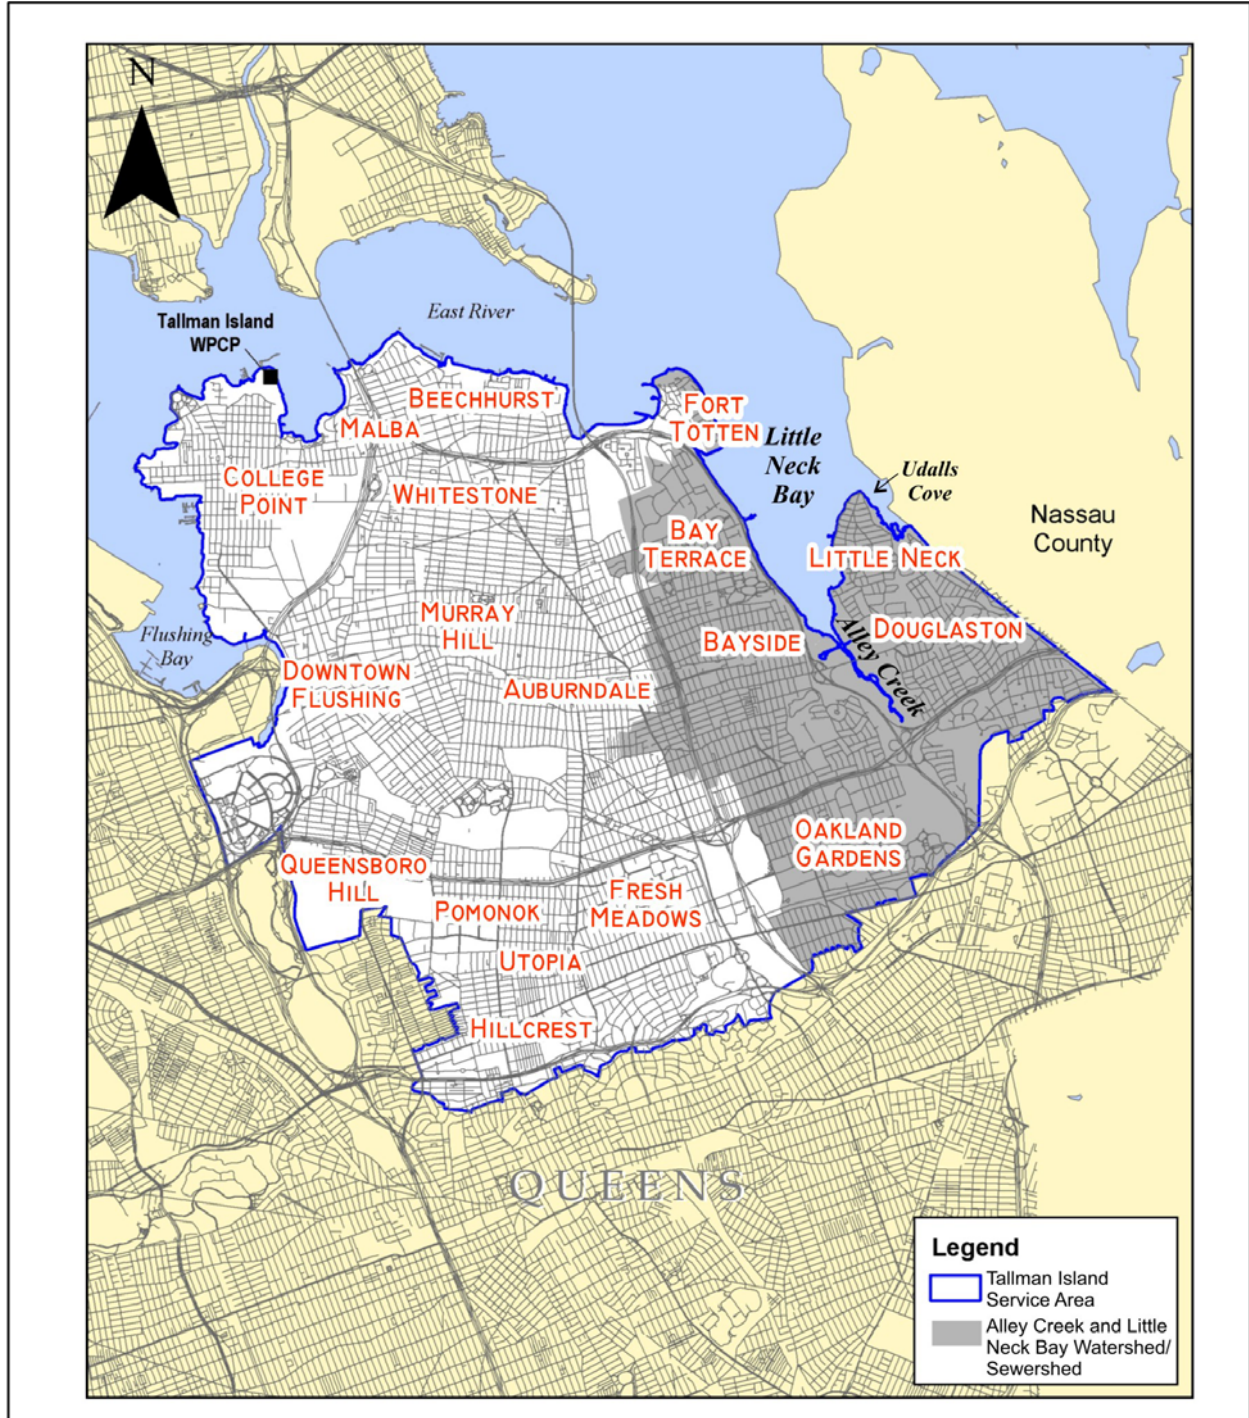 N
East River
Tallman Island
WPCP
BEECHHURST
FORT
TOTTEN
MALBA
Little
Neck
Bay
COLLEGE
POINT
WHITESTONE
Udalls
Cove
Nassau
County
BAY
TERRACE
LITTLE NECK
MURRAY
HILL
Flushing
Bay
BAYSIDE
DOUGLASTON
Alley Creek
DOWNTOWN
FLUSHING
AUBURNDALE
OAKLAND
GARDENS
QUEENSBORO
HILL
FRESH
MEADOWS
POMONOK
UTOPIA
HILLCREST
QUEENS
Legend
Tallman Island
Service Area
Alley Creek and Little
Neck Bay Watershed/
Sewershed